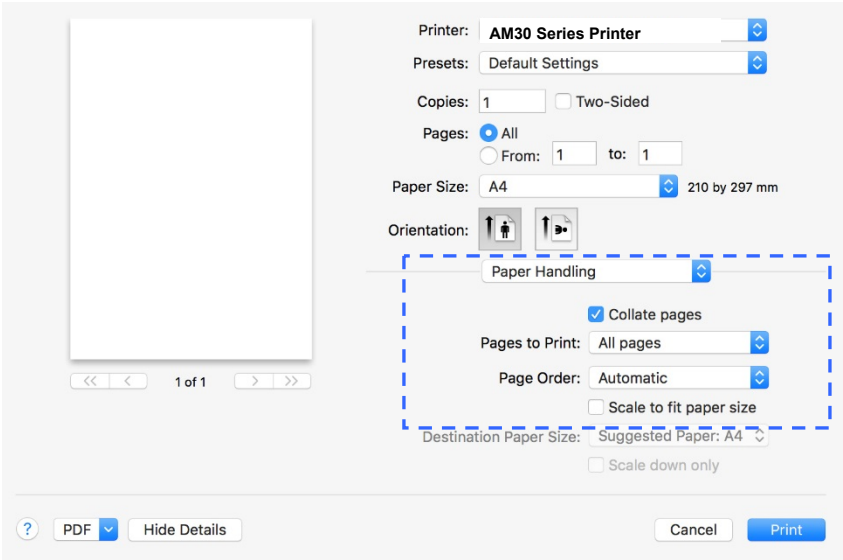 Printer: AM30 Series Printer
Presets: Default Settings
Copies: 1 Two-Sided
Pages: All
From: 1 to: 1
Paper Size: A4 210 by 297 mm
Orientation:
Paper Handling
Collate pages
Pages to Print: All pages
Page Order: Automatic
Scale to fit paper size
Destination Paper Size: Suggested Paper: A4
Scale down only
<< < 1 of 1 > >>
? PDF Hide Details Cancel Print